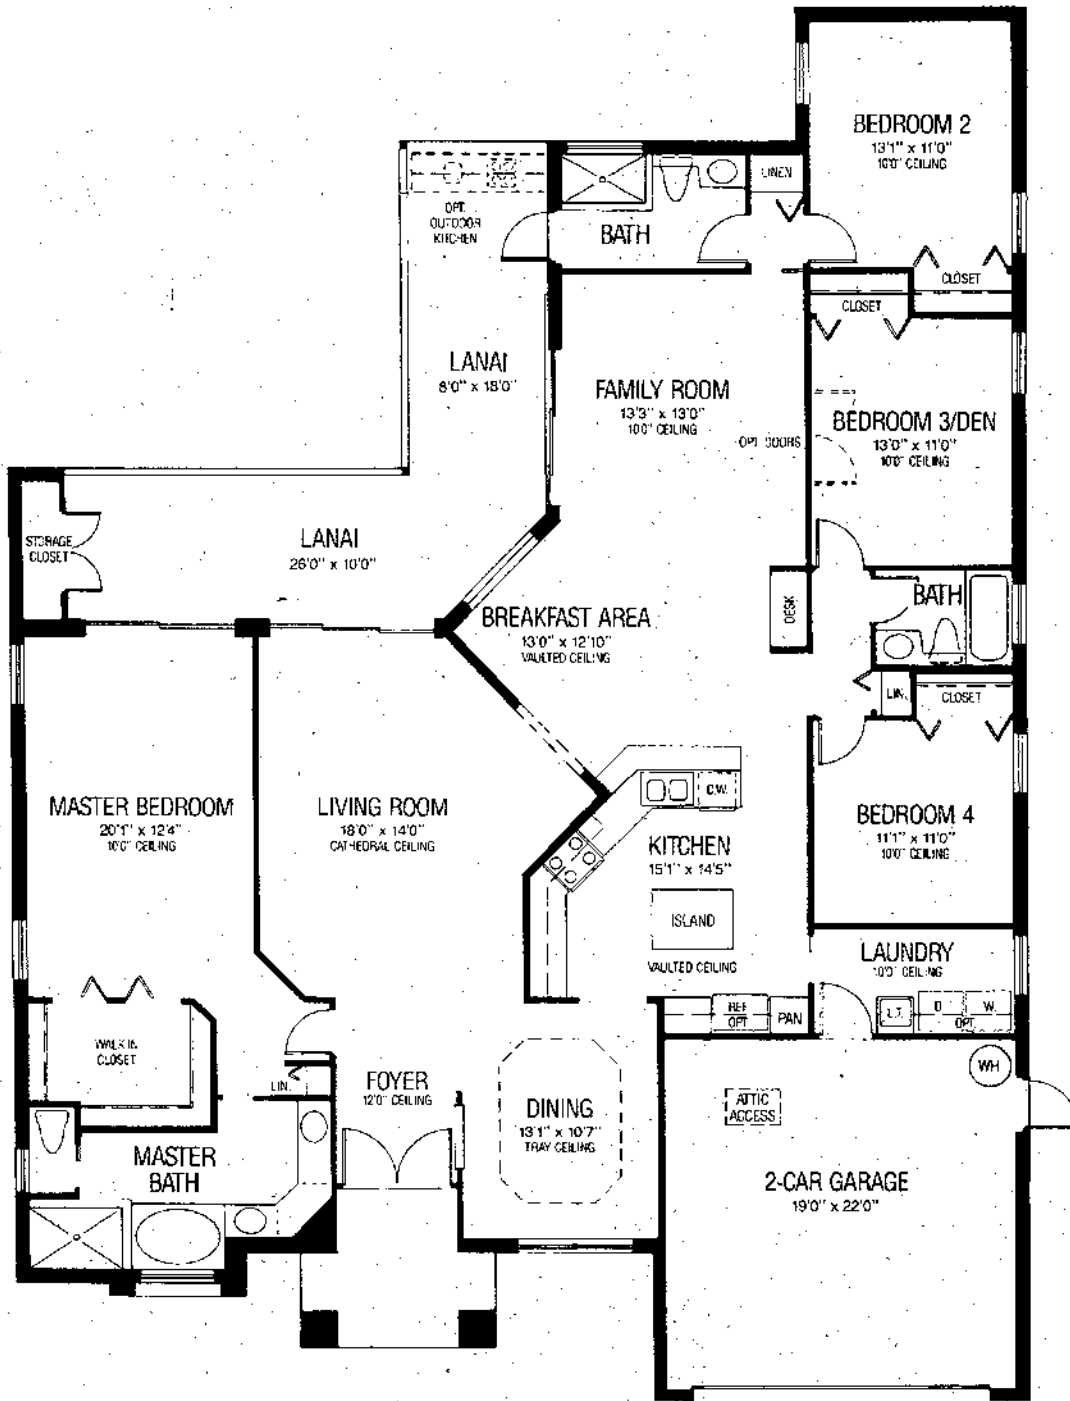 BEDROOM 2
13'1" x 11'0"
10'0" CEILING
LINEN
OPT.
OUTDOOR
KITCHEN
BATH
CLOSET
CLOSET
LANAI
8'0" x 18'0"
FAMILY ROOM
13'3" x 13'0"
10'0" CEILING
OPT. DOORS
BEDROOM 3/DEN
13'0" x 11'0"
10'0" CEILING
STORAGE
CLOSET
LANAI
26'0" x 10'0"
BREAKFAST AREA
13'0" x 12'10"
VAULTED CEILING
DESK
BATH
LIN.
CLOSET
MASTER BEDROOM
20'1" x 12'4"
10'0" CEILING
LIVING ROOM
18'0" x 14'0"
CATHEDRAL CEILING
D.W.
KITCHEN
15'1" x 14'5"
ISLAND
VAULTED CEILING
BEDROOM 4
11'1" x 11'0"
10'0" CEILING
LAUNDRY
10'0" CEILING
REF
OPT.
PAN
L.T.
D
W
OPT.
WALK IN
CLOSET
LIN.
FOYER
12'0" CEILING
DINING
13'1" x 10'7"
TRAY CEILING
ATTIC
ACCESS
WH
MASTER
BATH
2-CAR GARAGE
19'0" x 22'0"